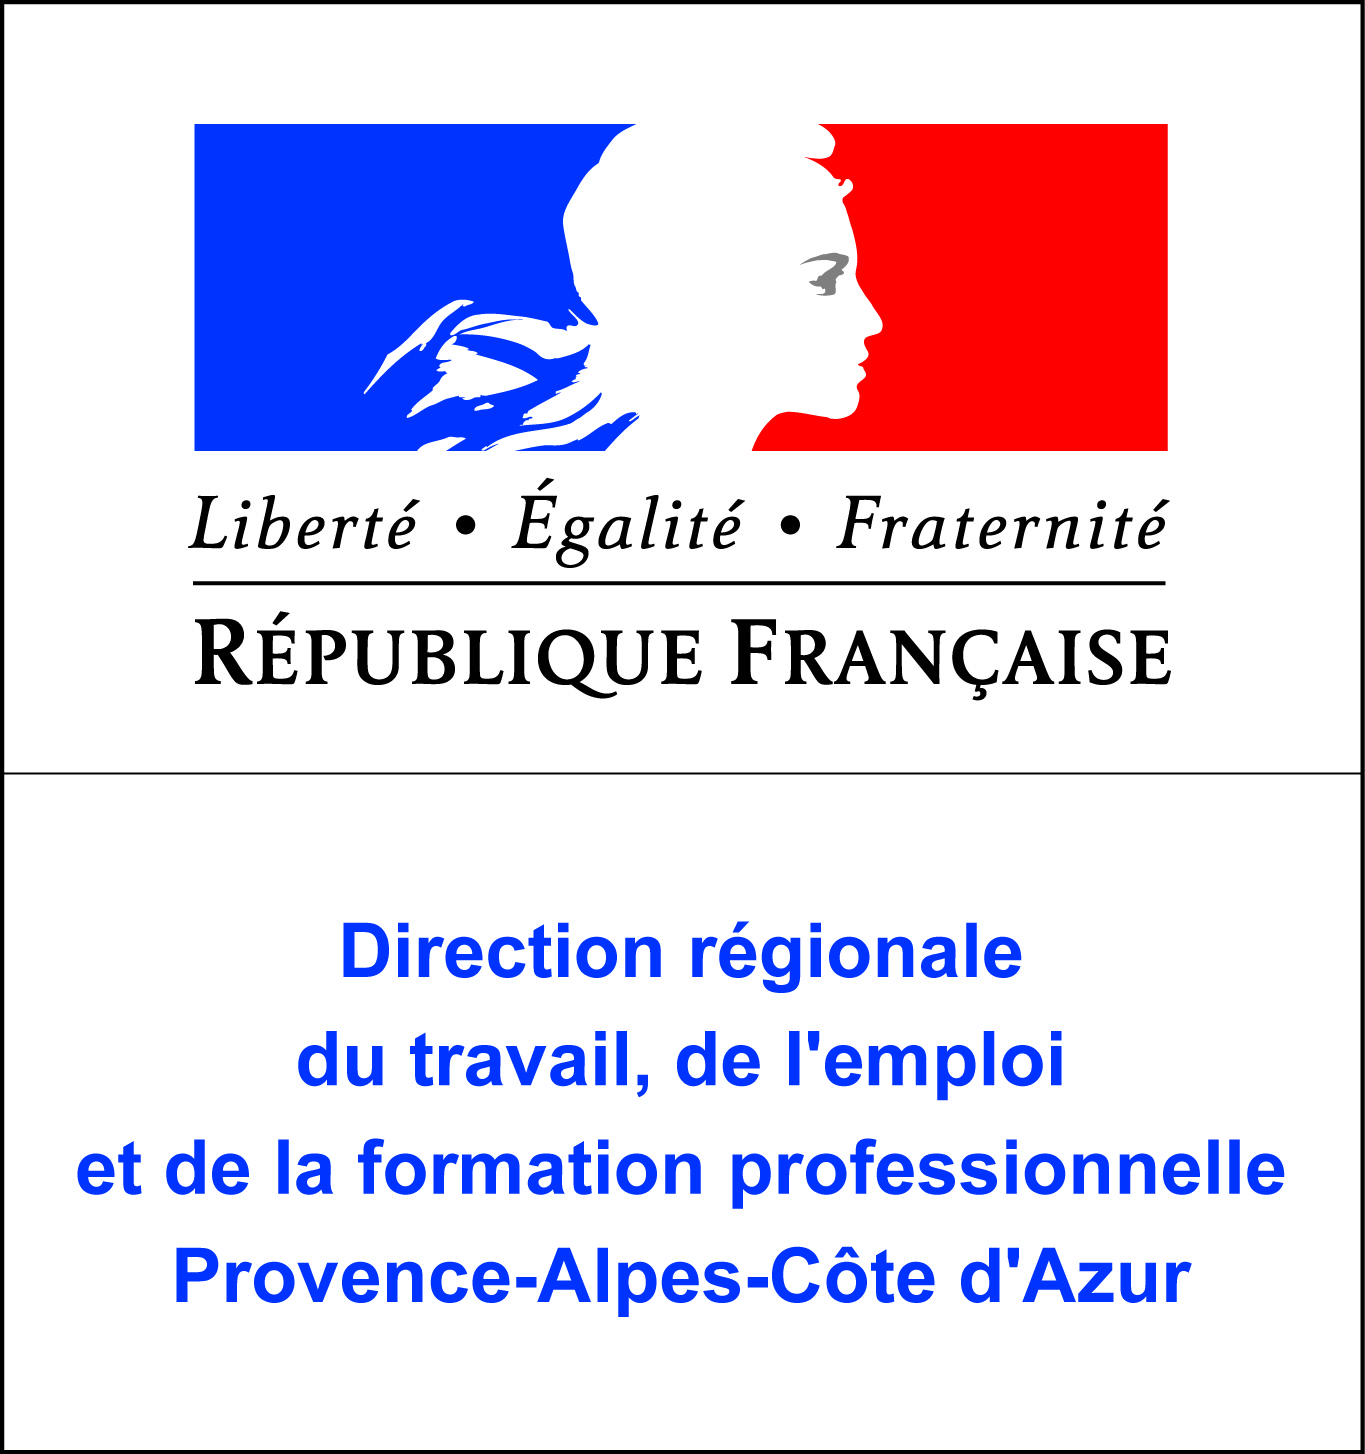 Liberté • Égalité • Fraternité
RÉPUBLIQUE FRANÇAISE
Direction régionale
du travail, de l'emploi
et de la formation professionnelle
Provence-Alpes-Côte d'Azur